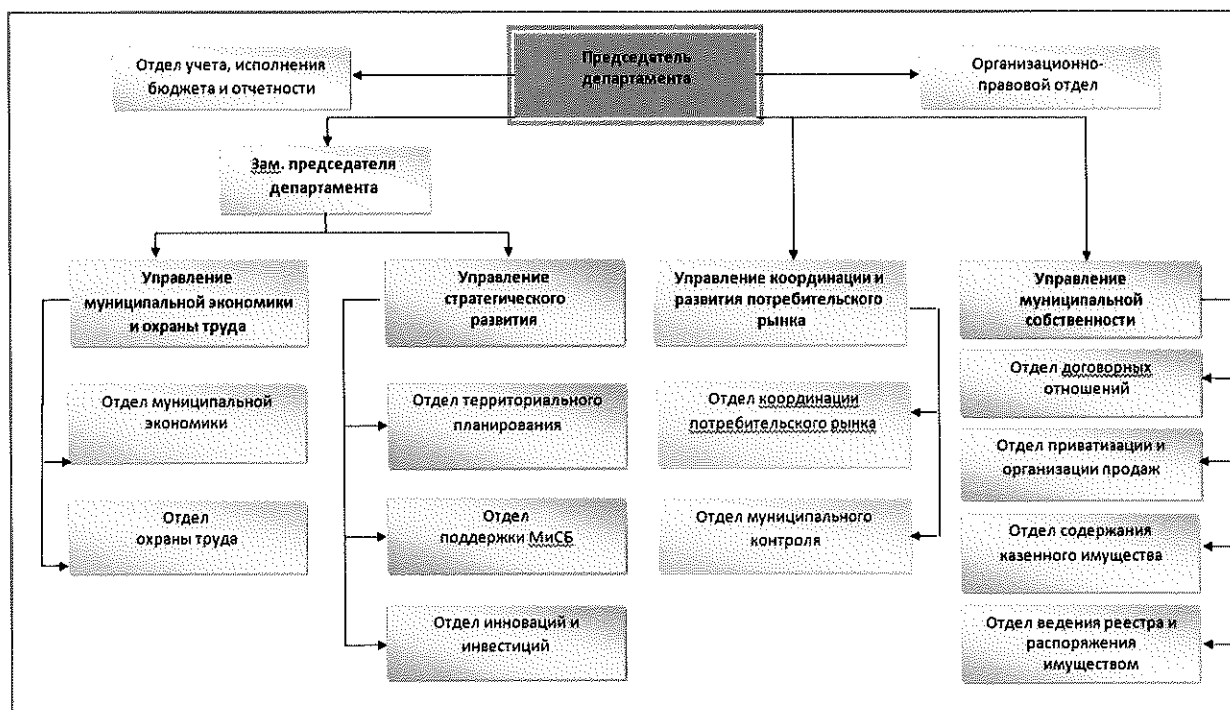 Председатель
департамента
Отдел учета, исполнения
бюджета и отчетности
Организационно-
правовой отдел
Зам. председателя
департамента
Управление
муниципальной экономики
и охраны труда
Управление
стратегического
развития
Управление координации и
развития потребительского
рынка
Управление
муниципальной
собственности
Отдел муниципальной
экономики
Отдел
охраны труда
Отдел территориального
планирования
Отдел
поддержки МиСБ
Отдел инноваций и
инвестиций
Отдел координации
потребительского рынка
Отдел муниципального
контроля
Отдел договорных
отношений
Отдел приватизации и
организации продаж
Отдел содержания
казенного имущества
Отдел ведения реестра и
распоряжения
имуществом